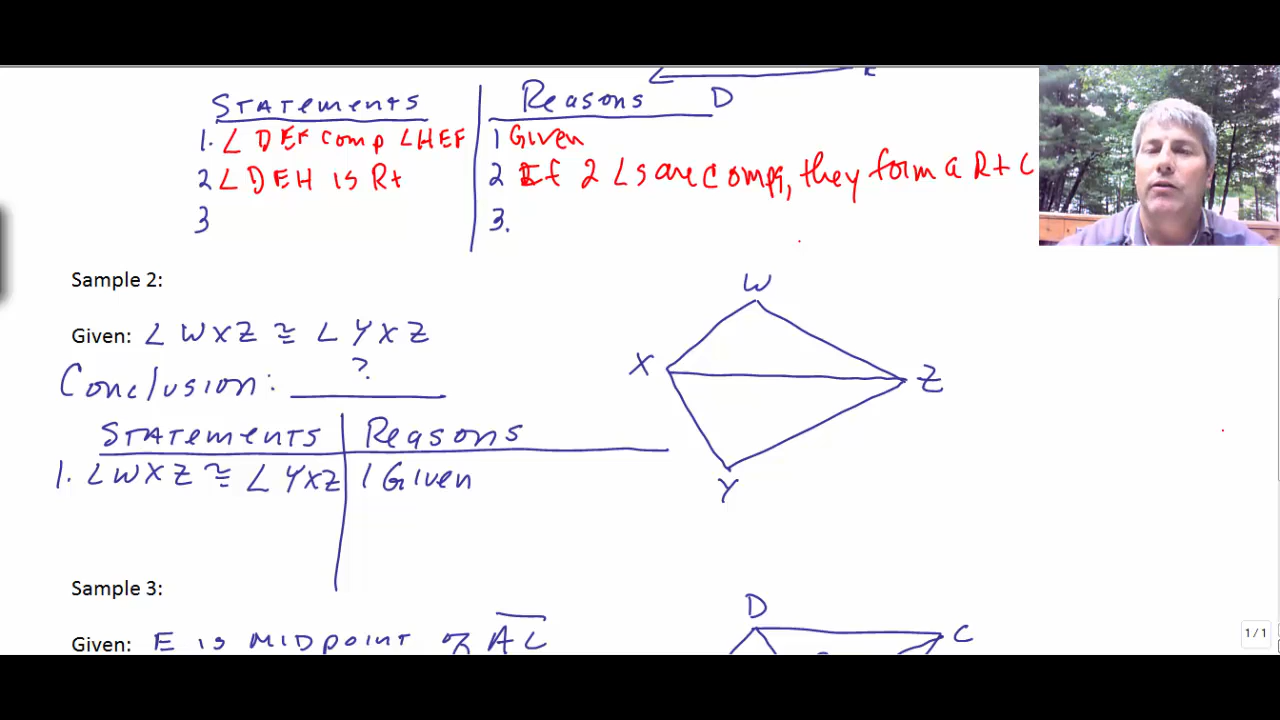 E
D
Statements Reasons
1. ∠ DEF comp ∠HEF 1 Given
2 ∠ DEH is Rt 2 If 2 ∠s are Comps, they form a Rt ∠
3 3.
Sample 2:
W
Given: ∠ WXZ ≅ ∠ YXZ
X
Z
Conclusion: ?
Statements Reasons
1. ∠WXZ ≅ ∠ YXZ 1 Given
Y
Sample 3:
D
C
Given: E is MIDPOINT of AC
1 / 1